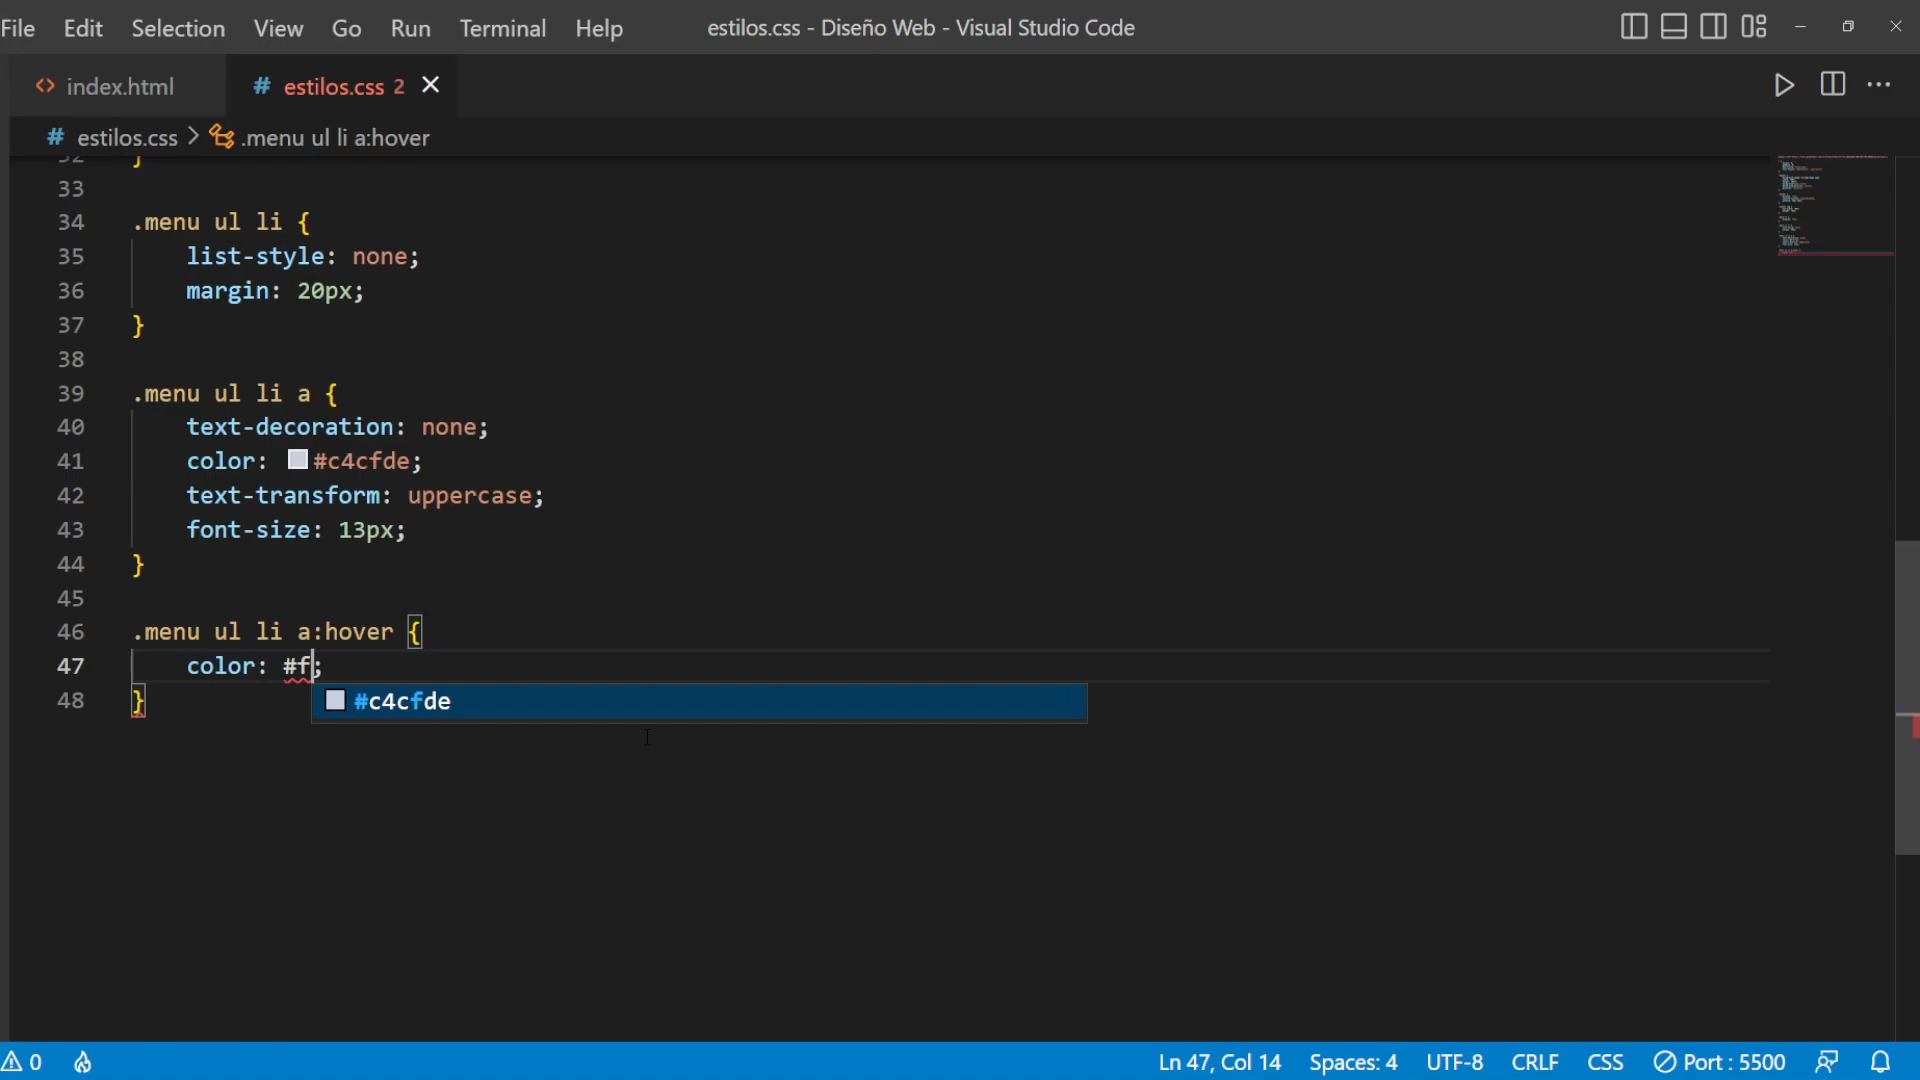 File Edit Selection View Go Run Terminal Help estilos.css - Diseño Web - Visual Studio Code
index.html # estilos.css 2
# estilos.css > .menu ul li a:hover
32 }
33
34 .menu ul li {
35 list-style: none;
36 margin: 20px;
37 }
38
39 .menu ul li a {
40 text-decoration: none;
41 color: #c4cfde;
42 text-transform: uppercase;
43 font-size: 13px;
44 }
45
46 .menu ul li a:hover {
47 color: #f;
#c4cfde
48 }
0 Ln 47, Col 14 Spaces: 4 UTF-8 CRLF CSS Port : 5500